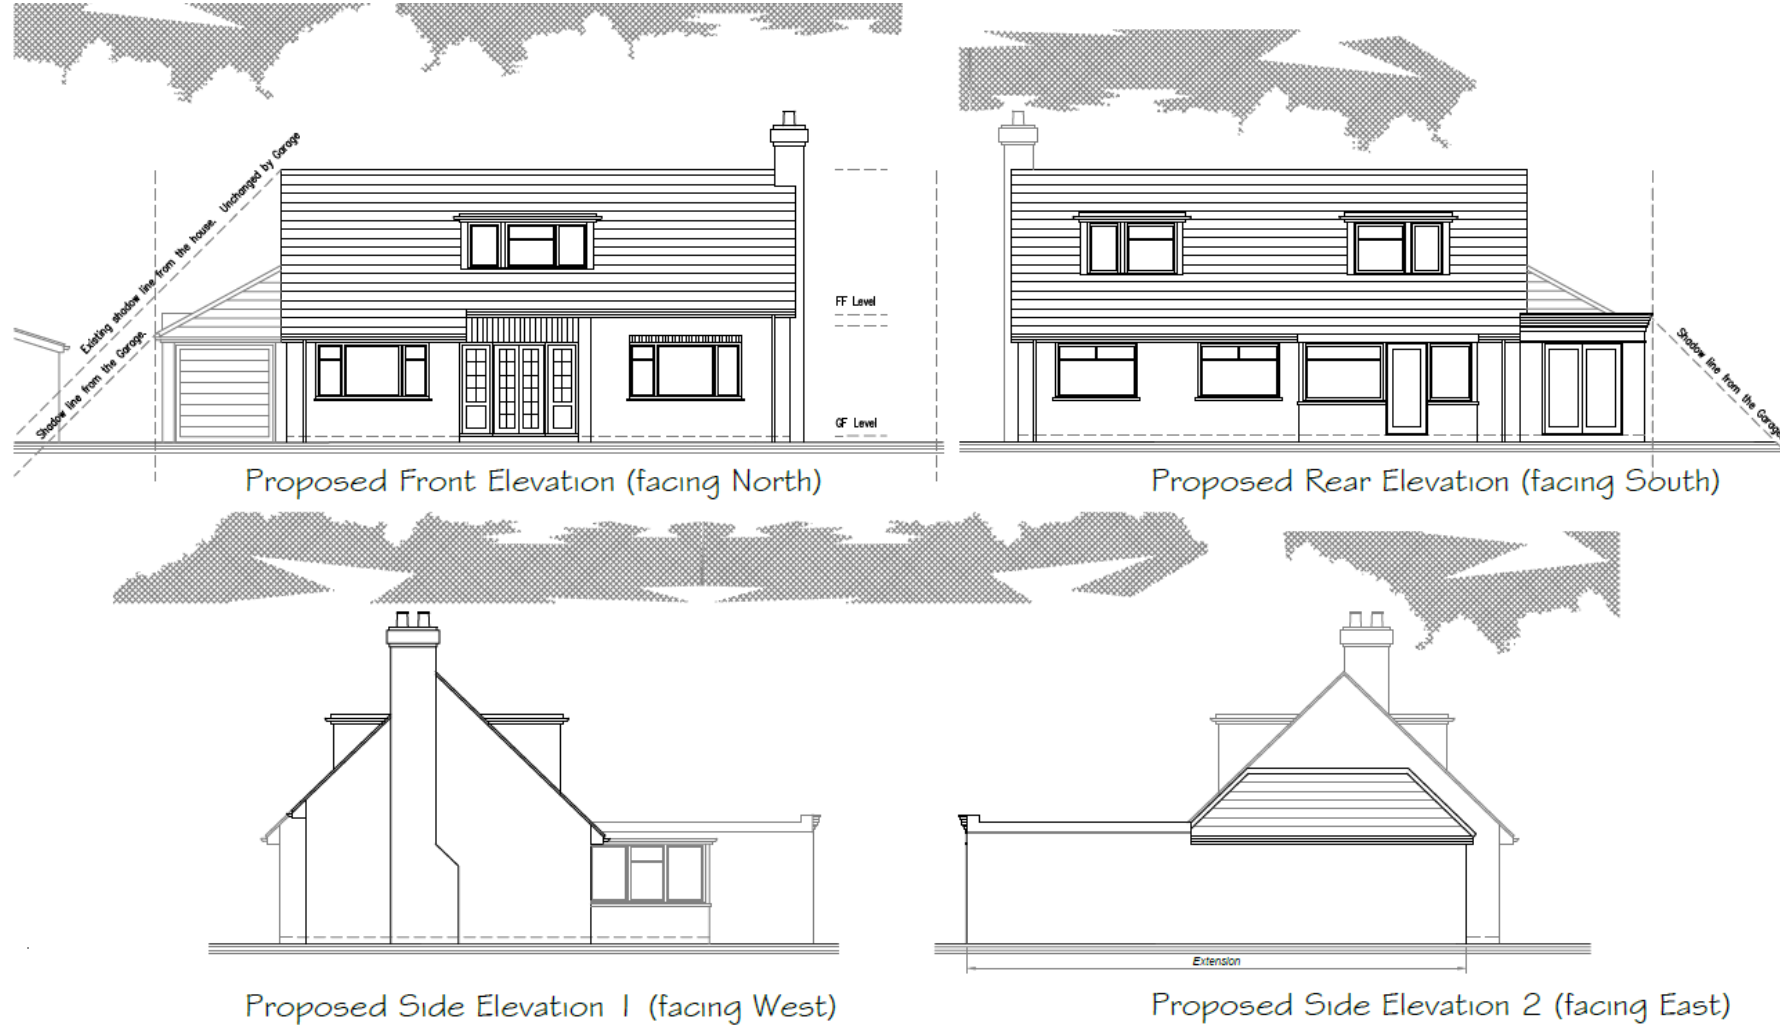 Existing shadow line from the house. Unchanged by Garage
Shadow line from the Garage.
FF Level
GF Level
Shadow line from the Garage
Proposed Front Elevation (facing North)
Proposed Rear Elevation (facing South)
Extension
Proposed Side Elevation 1 (facing West)
Proposed Side Elevation 2 (facing East)